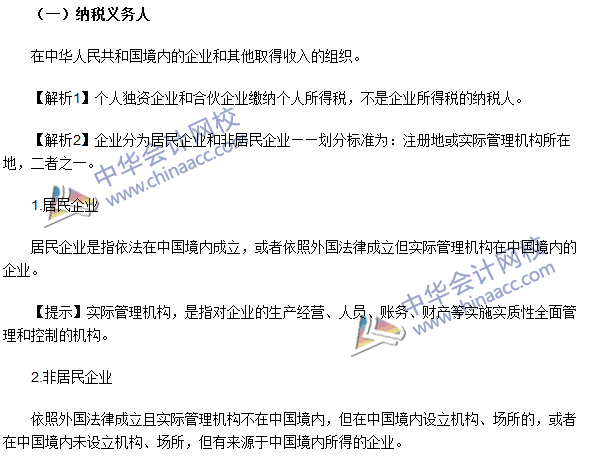 （一）纳税义务人
在中华人民共和国境内的企业和其他取得收入的组织。
【解析1】个人独资企业和合伙企业缴纳个人所得税，不是企业所得税的纳税人。
【解析2】企业分为居民企业和非居民企业——划分标准为：注册地或实际管理机构所在
地，二者之一。
中华会计网校
www.chinaacc.com
1.居民企业
居民企业是指依法在中国境内成立，或者依照外国法律成立但实际管理机构在中国境内的
企业。
【提示】实际管理机构，是指对企业的生产经营、人员、账务、财产等实施实质性全面管
理和控制的机构。
中华会计网校
www.chinaacc.com
2.非居民企业
依照外国法律成立且实际管理机构不在中国境内，但在中国境内设立机构、场所的，或者
在中国境内未设立机构、场所，但有来源于中国境内所得的企业。